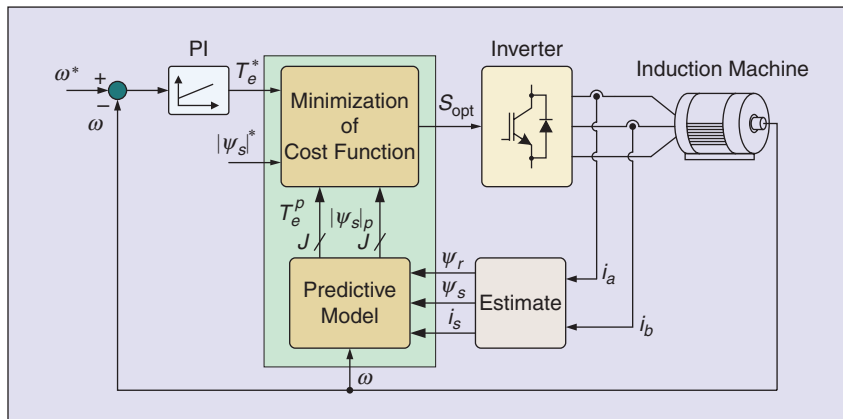 PI
Inverter
Induction Machine
ω*
+
−
ω
T_e^*
|ψ_s|^*
Minimization
of
Cost Function
S_opt
T_e^p
|ψ_s|_p
J
J
Predictive
Model
ψ_r
ψ_s
i_s
Estimate
i_a
i_b
ω